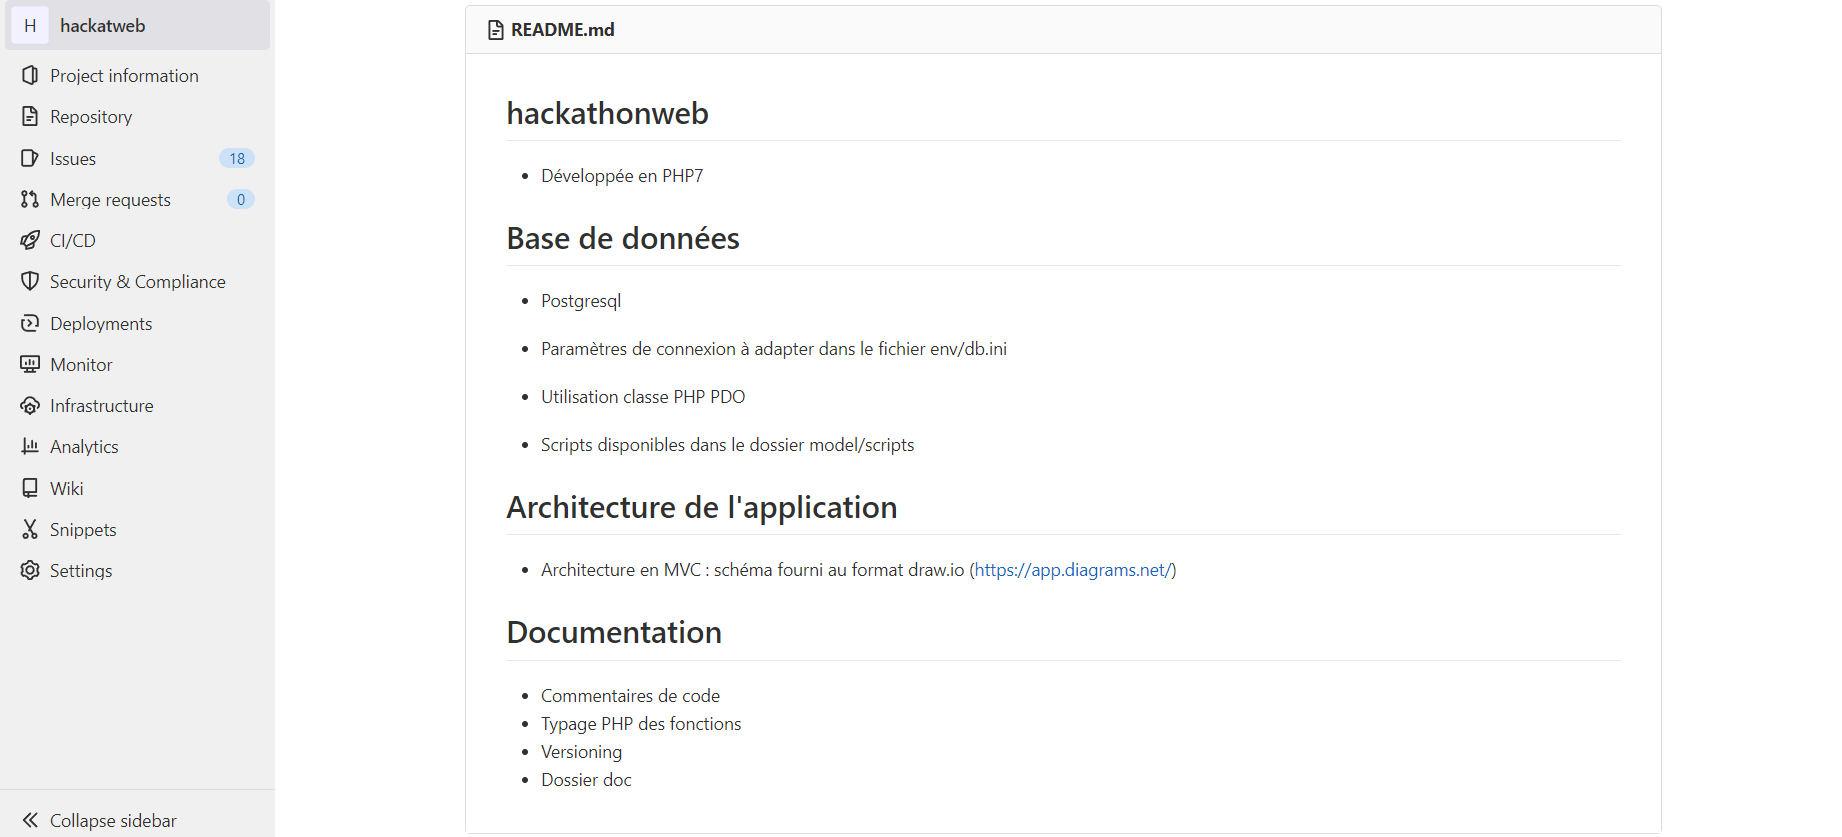 H hackatweb
Project information
Repository
Issues 18
Merge requests 0
CI/CD
Security & Compliance
Deployments
Monitor
Infrastructure
Analytics
Wiki
Snippets
Settings
Collapse sidebar
README.md
hackathonweb
Développée en PHP7
Base de données
Postgresql
Paramètres de connexion à adapter dans le fichier env/db.ini
Utilisation classe PHP PDO
Scripts disponibles dans le dossier model/scripts
Architecture de l'application
Architecture en MVC : schéma fourni au format draw.io (https://app.diagrams.net/)
Documentation
Commentaires de code
Typage PHP des fonctions
Versioning
Dossier doc